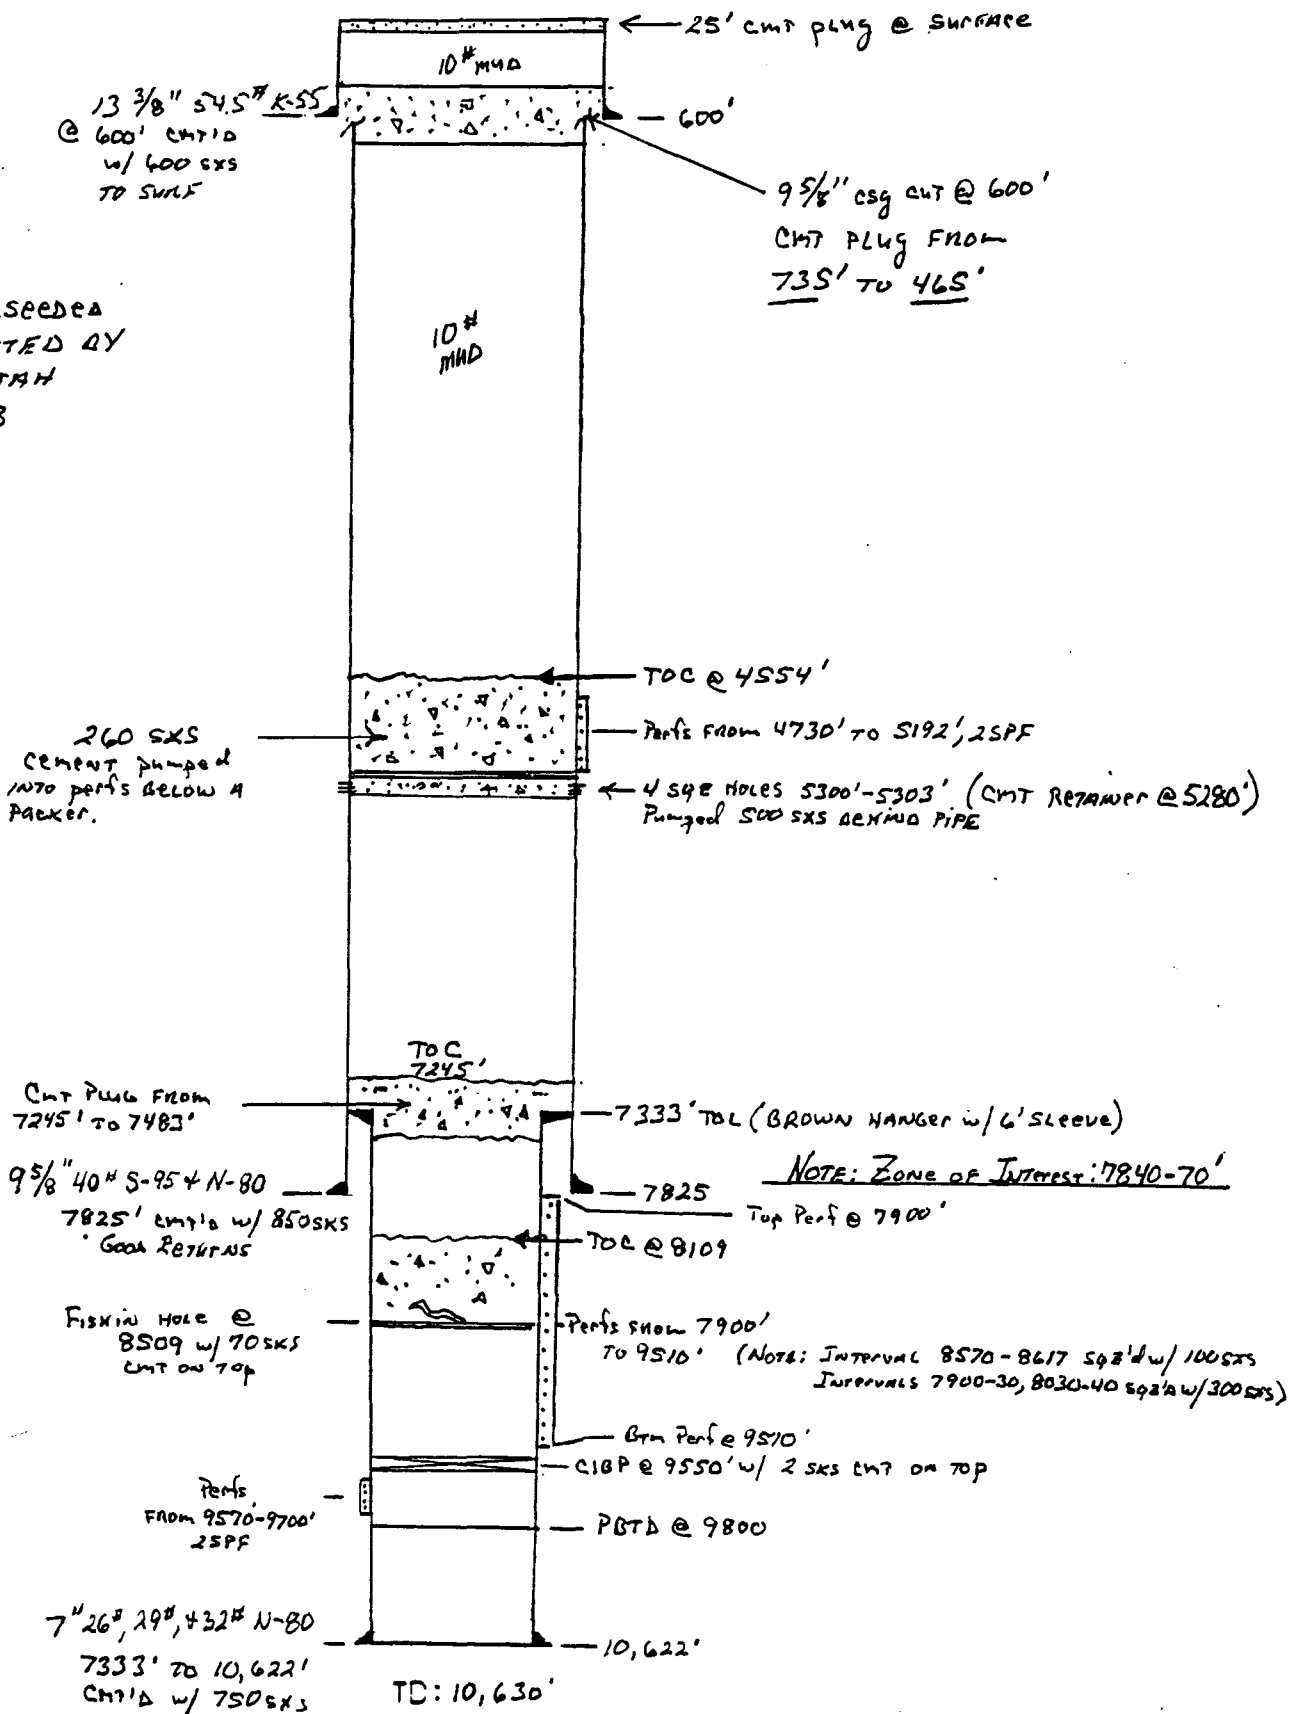 25' CMT plug @ SURFACE
10# MUD
13 3/8" 54.5# K-55
@ 600' CMT'D
w/ 600 SXS
TO SURF
600'
9 5/8" csg cut @ 600'
CMT PLUG FROM
735' TO 465'
SEEDED
TED BY
TAH
10#
MUD
TOC @ 4554'
260 SXS
CEMENT pumped
INTO perfs BELOW A
PACKER.
Perfs FROM 4730' TO 5192', 2SPF
4 SQZ HOLES 5300'-5303' (CMT RETAINER @ 5280')
Pumped 500 SXS BEHIND PIPE
TOC
7245'
CMT PLUG FROM
7245' TO 7483'
7333' TOL (BROWN HANGER w/ 6' SLEEVE)
9 5/8" 40# S-95 + N-80
7825' CMT'D w/ 850 SKS
GOOD RETURNS
NOTE: ZONE OF INTEREST: 7840-70'
7825
Top Perf @ 7900'
TOC @ 8109
FISH IN HOLE @
8509 w/ 70 SKS
CMT ON TOP
Perfs FROM 7900'
TO 9510' (NOTE: INTERVAL 8570-8617 SQZ'd w/ 100 SXS
INTERVALS 7900-30, 8030-40 SQZ'd w/ 300 SXS)
BTM Perf @ 9510'
CIBP @ 9550' w/ 2 SKS CMT ON TOP
Perfs
FROM 9570-9700'
2SPF
PBTD @ 9800
7" 26#, 29#, + 32# N-80
7333' TO 10,622'
CMT'D w/ 750 SXS
10,622'
TD: 10,630'